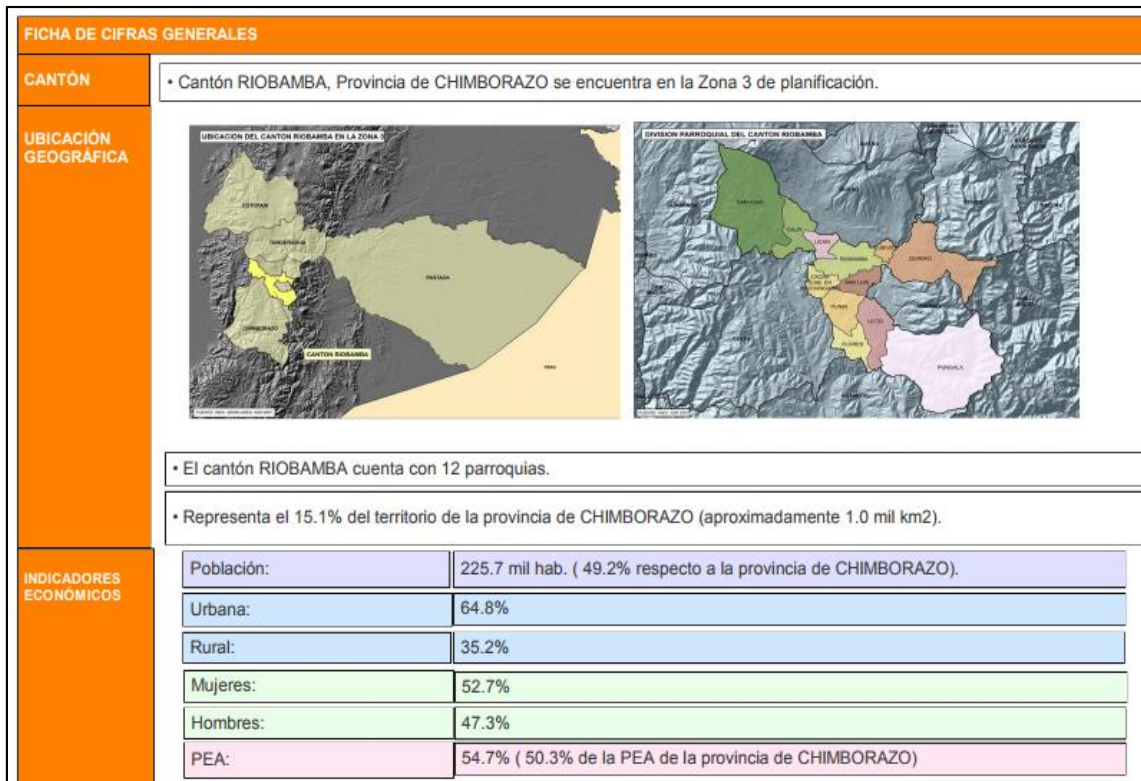 FICHA DE CIFRAS GENERALES
CANTÓN
• Cantón RIOBAMBA, Provincia de CHIMBORAZO se encuentra en la Zona 3 de planificación.
UBICACIÓN
GEOGRÁFICA
UBICACION DEL CANTON RIOBAMBA EN LA ZONA 3
COTOPAXI
TUNGURAHUA
PASTAZA
CHIMBORAZO
CANTON RIOBAMBA
PERU
DIVISION PARROQUIAL DEL CANTON RIOBAMBA
SAN JUAN
CALPI
LICAN
RIOBAMBA
QUIMIAG
SAN LUIS
PUNIN
LICTO
FLORES
PUNGALA
• El cantón RIOBAMBA cuenta con 12 parroquias.
• Representa el 15.1% del territorio de la provincia de CHIMBORAZO (aproximadamente 1.0 mil km2).
INDICADORES
ECONÓMICOS
Población: 225.7 mil hab. ( 49.2% respecto a la provincia de CHIMBORAZO).
Urbana: 64.8%
Rural: 35.2%
Mujeres: 52.7%
Hombres: 47.3%
PEA: 54.7% ( 50.3% de la PEA de la provincia de CHIMBORAZO)